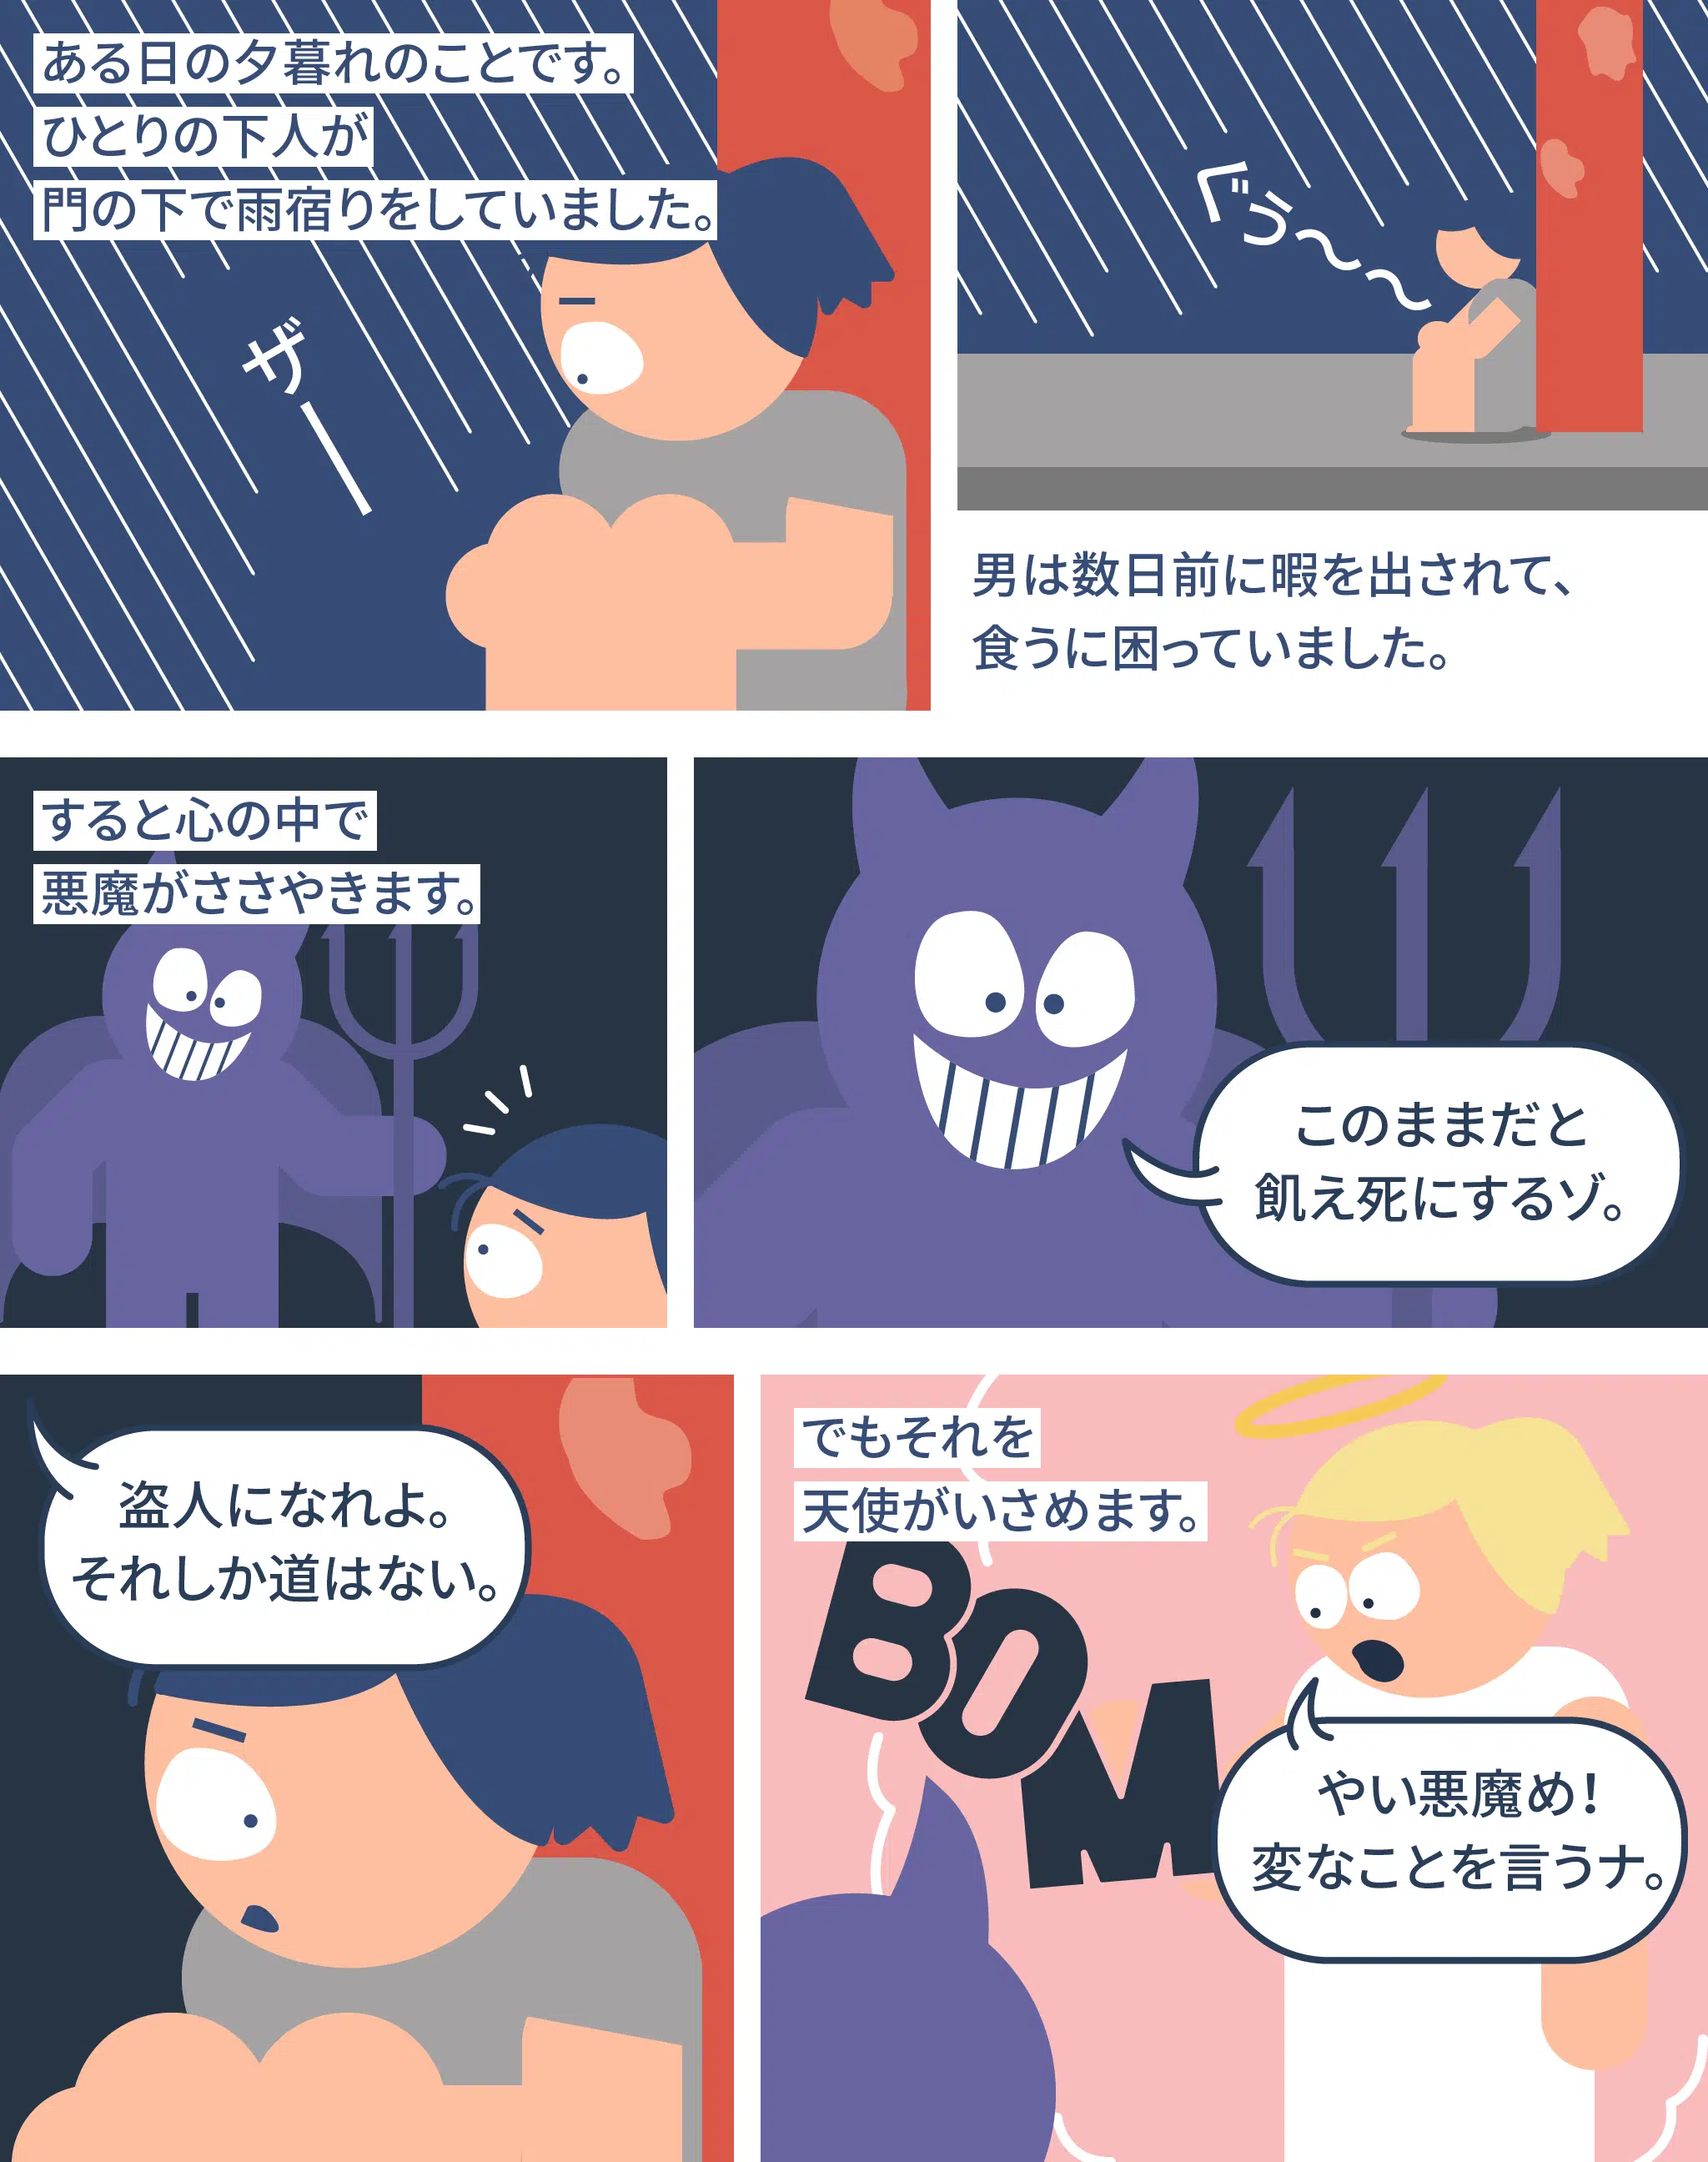 ある日の夕暮れのことです。
ひとりの下人が
門の下で雨宿りをしていました。
ザー
ぐぅ〜〜
男は数日前に暇を出されて、
食うに困っていました。
すると心の中で
悪魔がささやきます。
このままだと
飢え死にするゾ。
盗人になれよ。
それしか道はない。
でもそれを
天使がいさめます。
BOM
やい悪魔め！
変なことを言うナ。